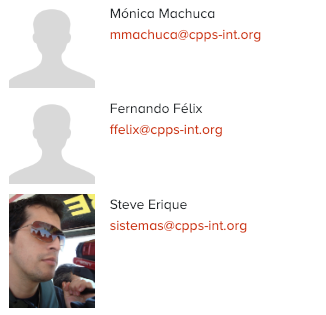 Mónica Machuca
mmachuca@cpps-int.org
Fernando Félix
ffelix@cpps-int.org
Steve Erique
sistemas@cpps-int.org